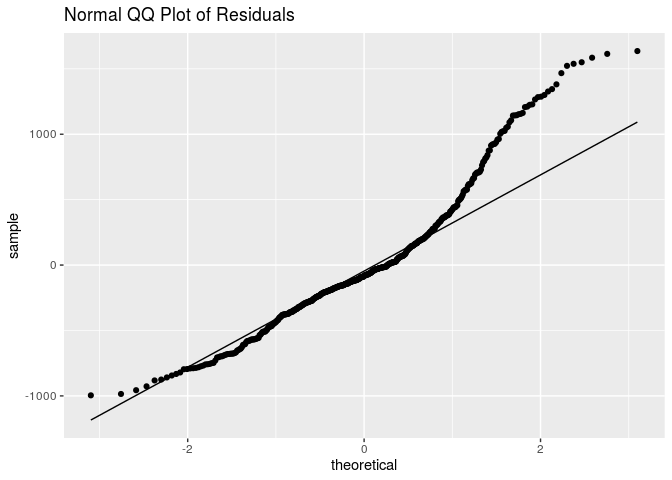 Normal QQ Plot of Residuals
1000
0
-1000
sample
-2
0
2
theoretical